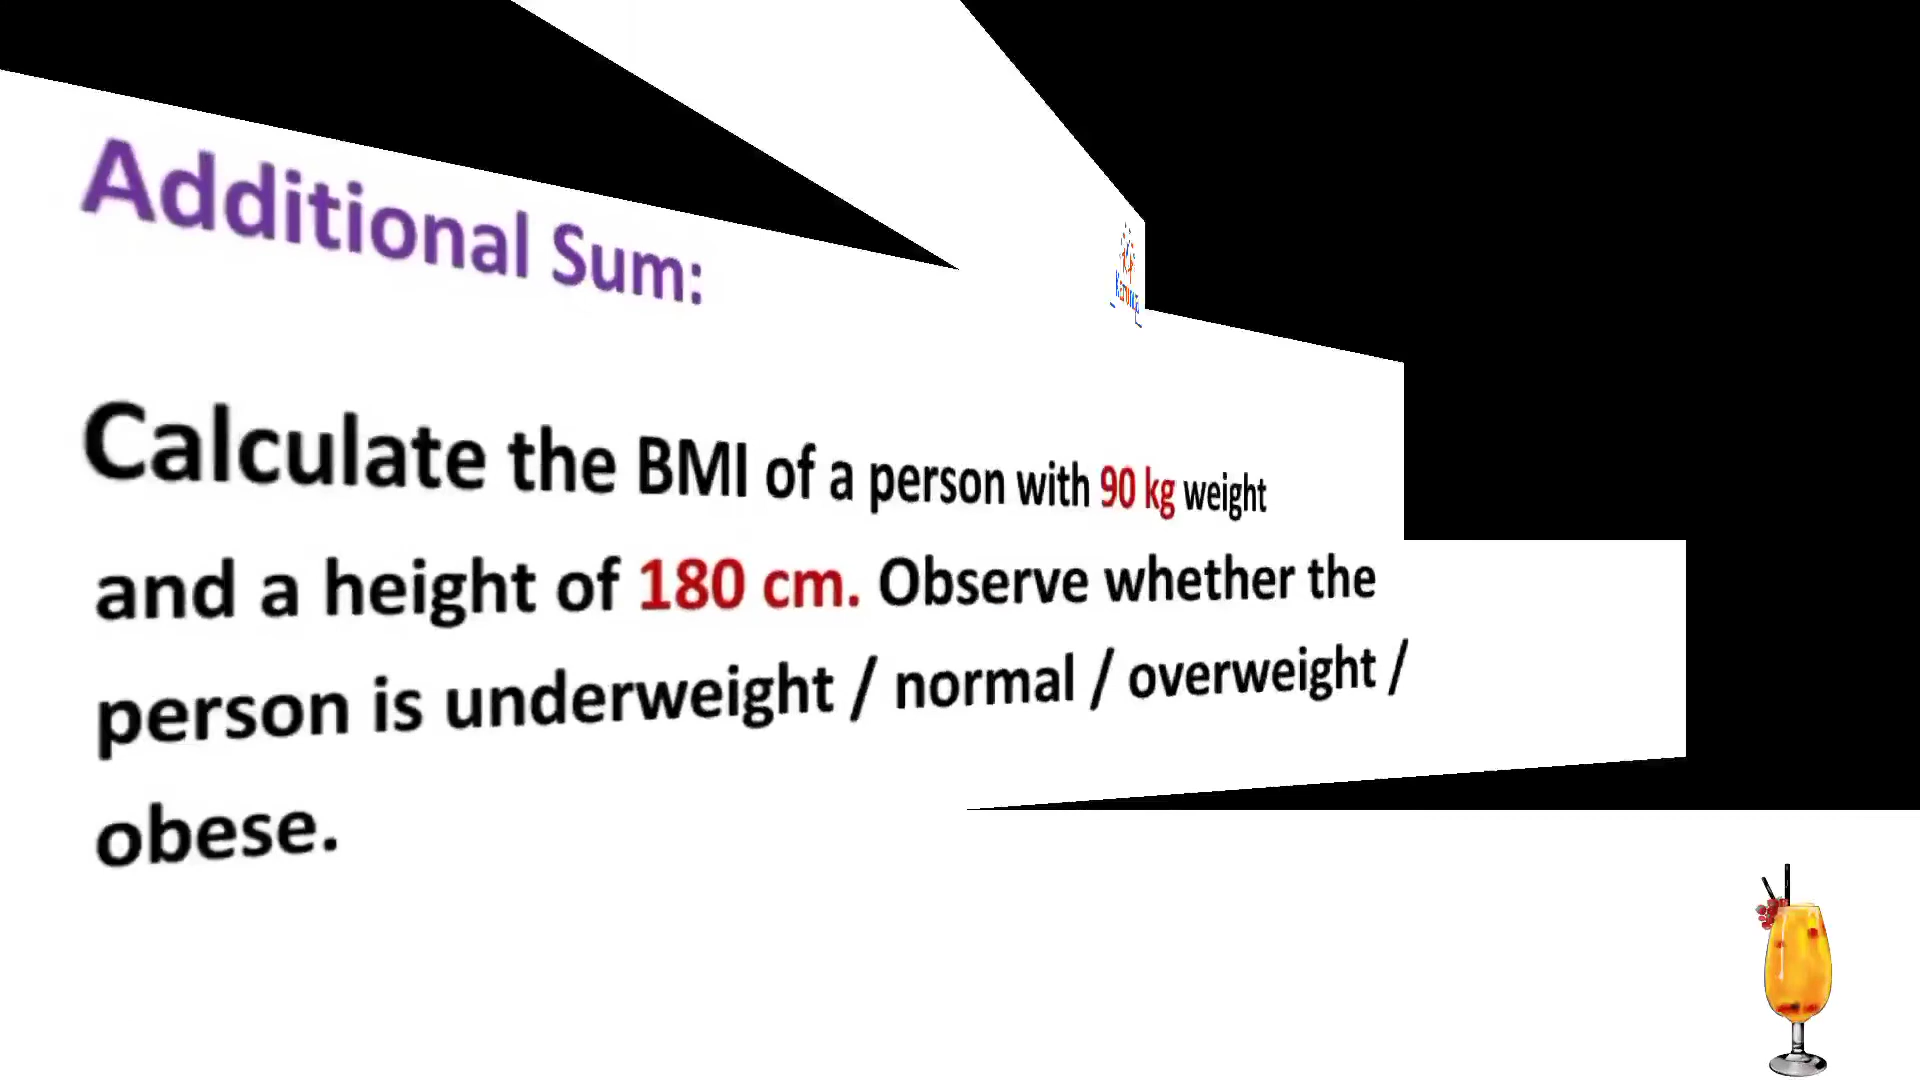 Additional Sum:
Calculate the BMI of a person with 90 kg weight
and a height of 180 cm. Observe whether the
person is underweight / normal / overweight /
obese.